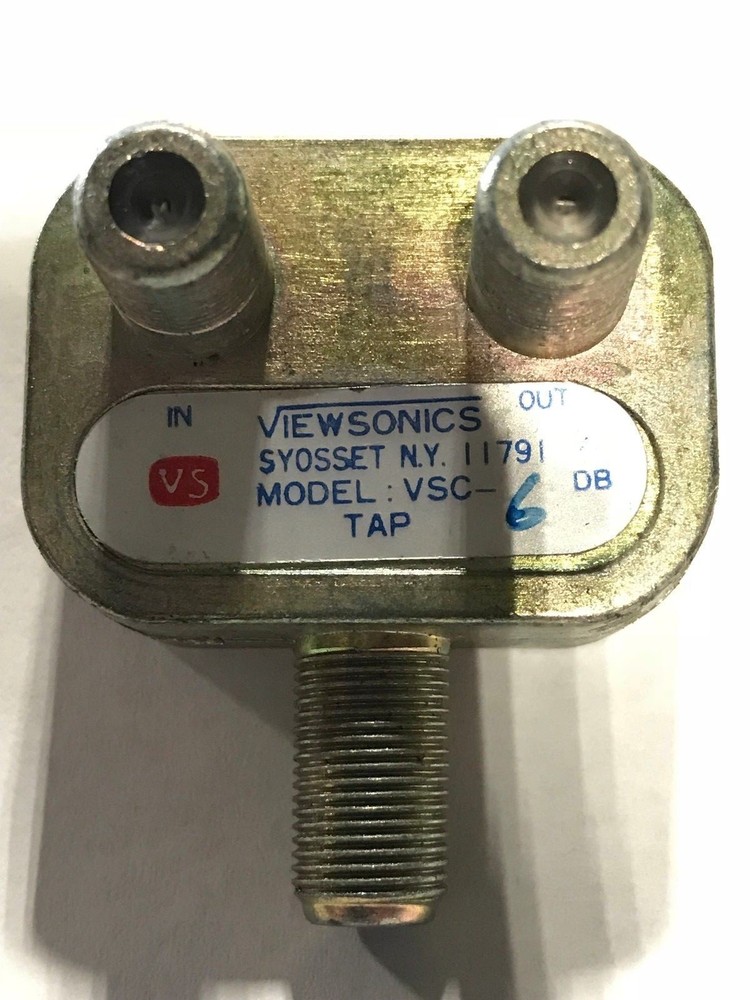 IN
OUT
VIEWSONICS
SYOSSET N.Y. 11791
VS
MODEL: VSC-6 DB
TAP